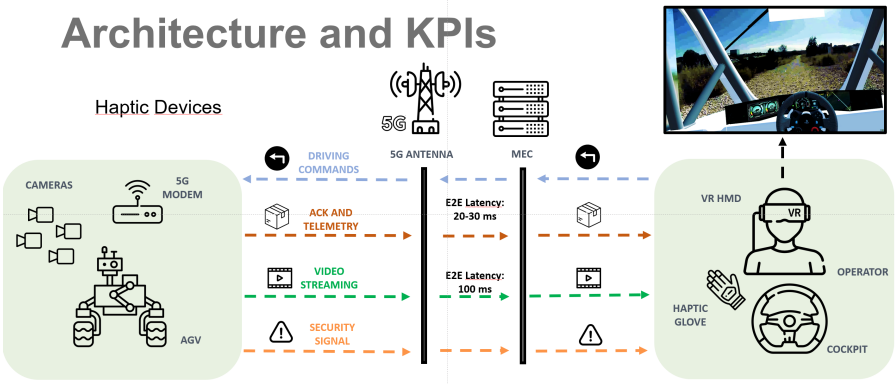 Architecture and KPIs
Haptic Devices
5G
5G ANTENNA
MEC
DRIVING
COMMANDS
ACK AND
TELEMETRY
E2E Latency:
20-30 ms
VIDEO
STREAMING
E2E Latency:
100 ms
SECURITY
SIGNAL
CAMERAS
5G
MODEM
AGV
VR HMD
VR
OPERATOR
HAPTIC
GLOVE
COCKPIT